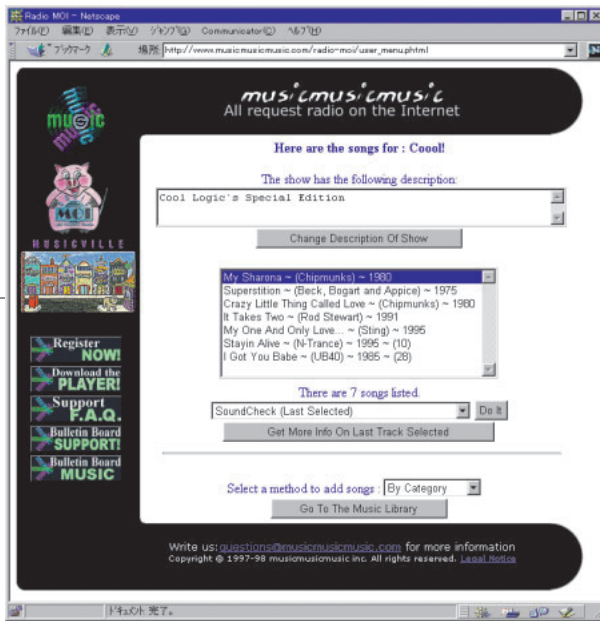 Radio MOI - Netscape
ﾌｧｲﾙ(F) 編集(E) 表示(V) ｼﾞｬﾝﾌﾟ(G) Communicator(C) ﾍﾙﾌﾟ(H)
ﾌﾞｯｸﾏｰｸ 場所: http://www.musicmusicmusic.com/radio-moi/user_menu.phtml
music
music
music
musicmusicmusic
All request radio on the Internet
MOI
MUSICVILLE
Register
NOW!
Download the
PLAYER!
Support
F.A.Q.
Bulletin Board
SUPPORT!
Bulletin Board
MUSIC
Here are the songs for : Coool!
The show has the following description:
Cool Logic's Special Edition
Change Description Of Show
My Sharona ~ (Chipmunks) ~ 1980
Superstition ~ (Beck, Bogart and Appice) ~ 1975
Crazy Little Thing Called Love ~ (Chipmunks) ~ 1980
It Takes Two ~ (Rod Stewart) ~ 1991
My One And Only Love... ~ (Sting) ~ 1995
Stayin Alive ~ (N-Trance) ~ 1995 ~ (10)
I Got You Babe ~ (UB40) ~ 1985 ~ (28)
There are 7 songs listed.
SoundCheck (Last Selected) Do It
Get More Info On Last Track Selected
Select a method to add songs : By Category
Go To The Music Library
Write us: questions@musicmusicmusic.com for more information
Copyright © 1997-98 musicmusicmusic inc. All rights reserved. Legal Notice
ﾄﾞｷｭﾒﾝﾄ: 完了。